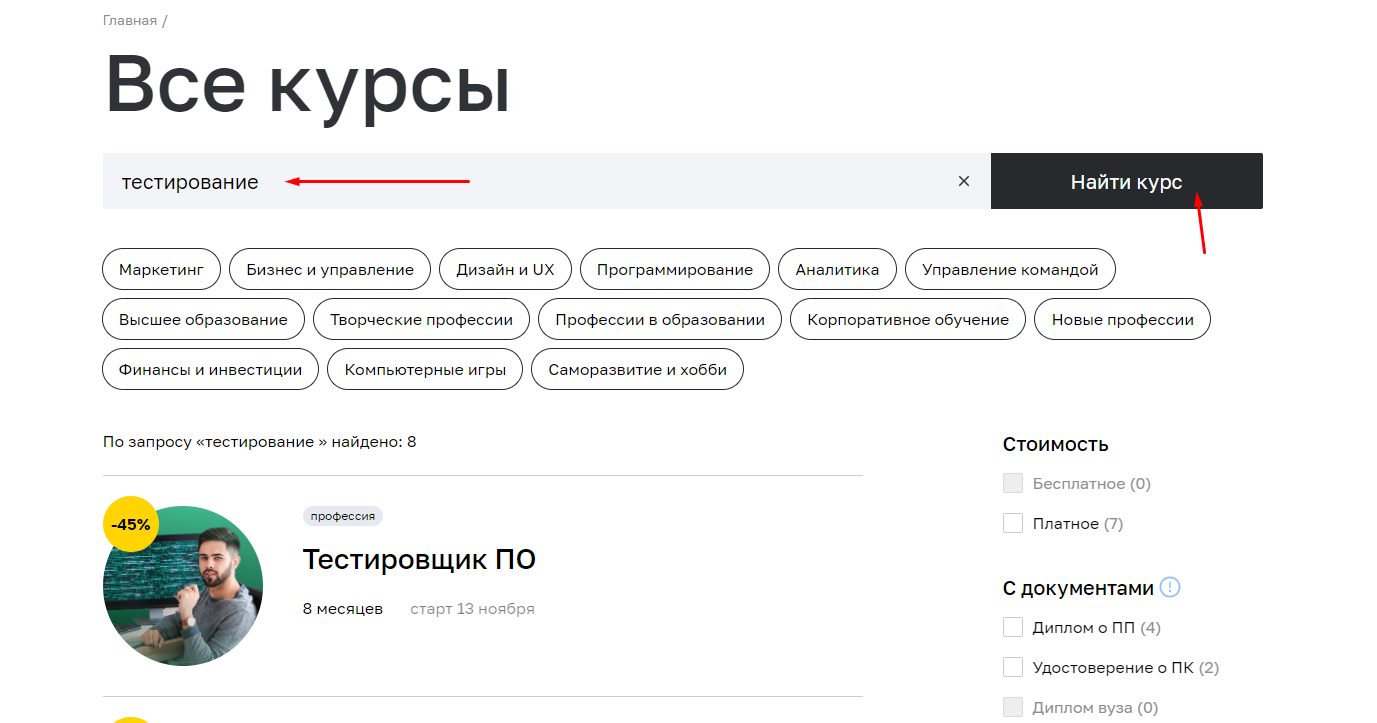 Главная /
Все курсы
тестирование
Найти курс
Маркетинг Бизнес и управление Дизайн и UX Программирование Аналитика Управление командой
Высшее образование Творческие профессии Профессии в образовании Корпоративное обучение Новые профессии
Финансы и инвестиции Компьютерные игры Саморазвитие и хобби
По запросу «тестирование » найдено: 8
-45%
профессия
Тестировщик ПО
8 месяцев старт 13 ноября
Стоимость
Бесплатное (0)
Платное (7)
С документами
Диплом о ПП (4)
Удостоверение о ПК (2)
Диплом вуза (0)